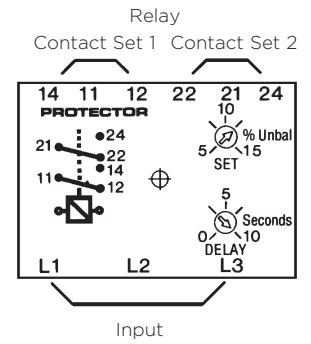 Relay
Contact Set 1 Contact Set 2
14 11 12 22 21 24
PROTECTOR
10
5 15
% Unbal
SET
24
21
22
14
11
12
5
Seconds
0 10
DELAY
L1 L2 L3
Input